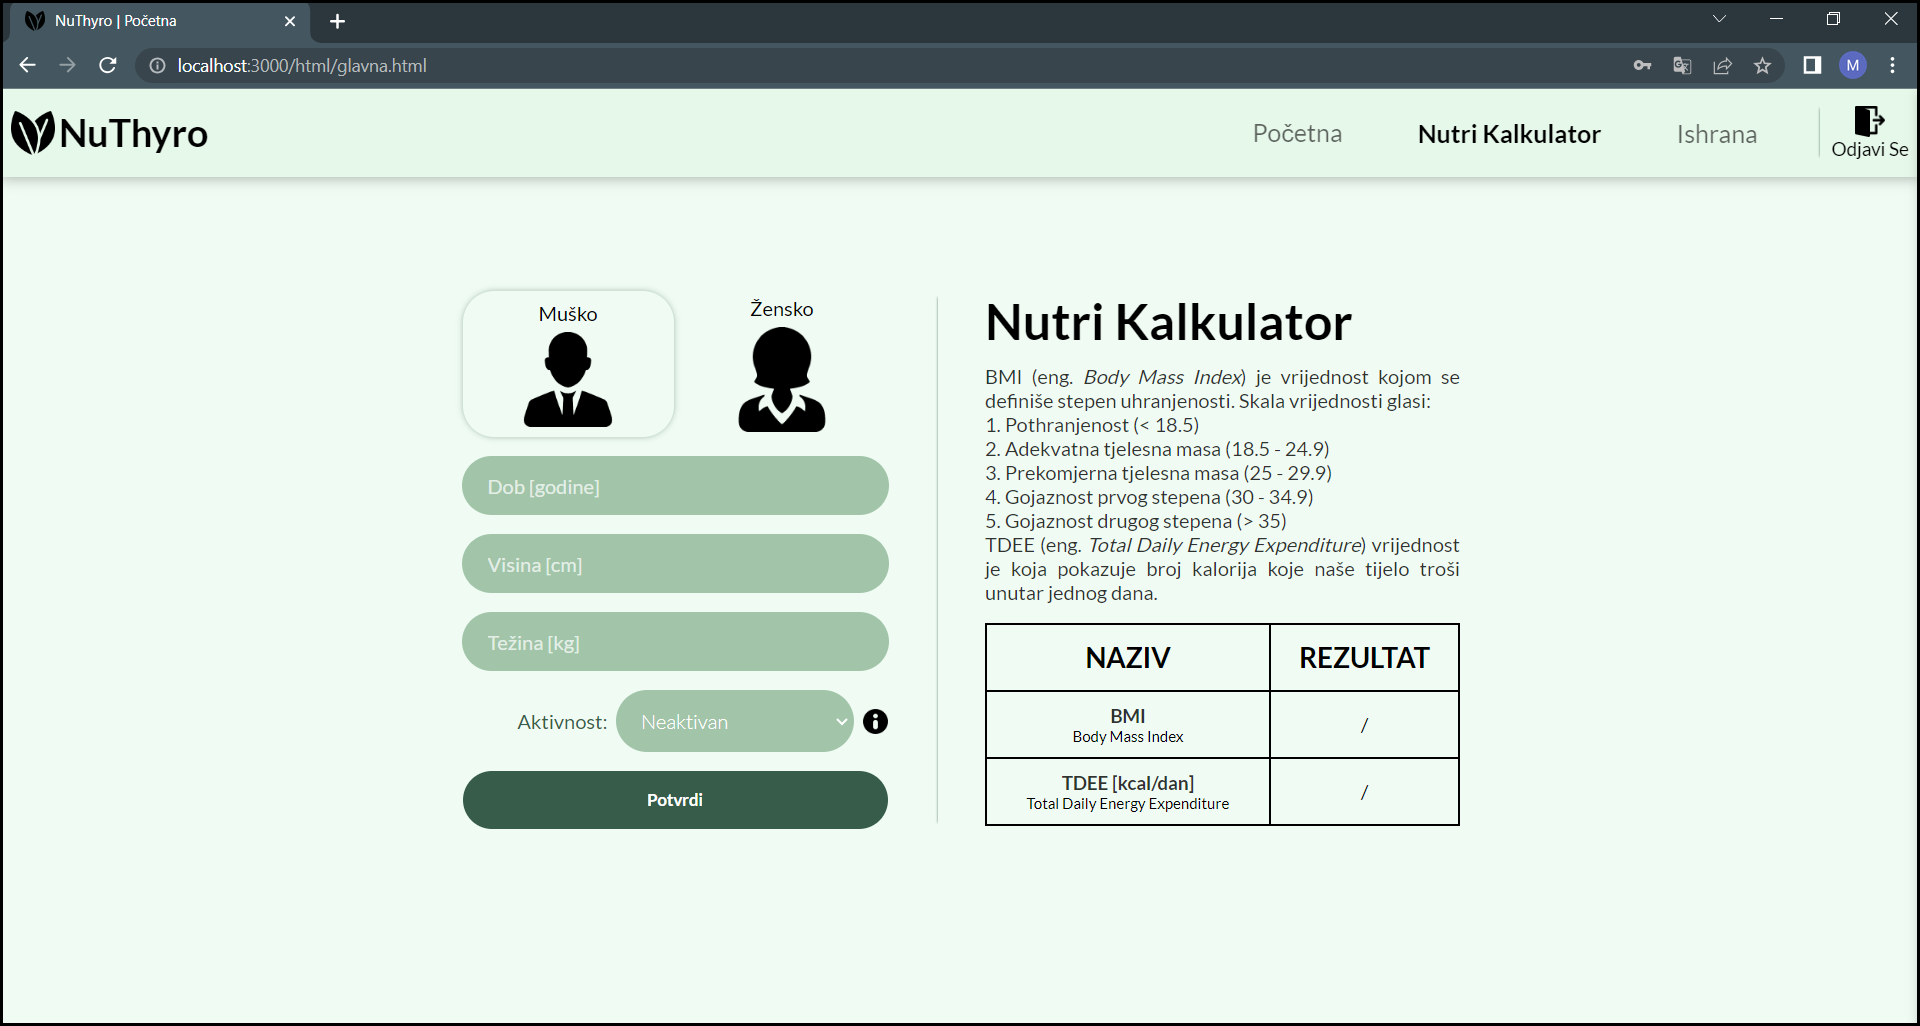 NuThyro | Početna
localhost:3000/html/glavna.html
M
NuThyro
Početna
Nutri Kalkulator
Ishrana
Odjavi Se
Muško
Žensko
Dob [godine]
Visina [cm]
Težina [kg]
Aktivnost:
Neaktivan
Potvrdi
Nutri Kalkulator
BMI (eng. Body Mass Index) je vrijednost kojom se
definiše stepen uhranjenosti. Skala vrijednosti glasi:
1. Pothranjenost (< 18.5)
2. Adekvatna tjelesna masa (18.5 - 24.9)
3. Prekomjerna tjelesna masa (25 - 29.9)
4. Gojaznost prvog stepena (30 - 34.9)
5. Gojaznost drugog stepena (> 35)
TDEE (eng. Total Daily Energy Expenditure) vrijednost
je koja pokazuje broj kalorija koje naše tijelo troši
unutar jednog dana.
NAZIV REZULTAT
BMI
Body Mass Index
/
TDEE [kcal/dan]
Total Daily Energy Expenditure
/